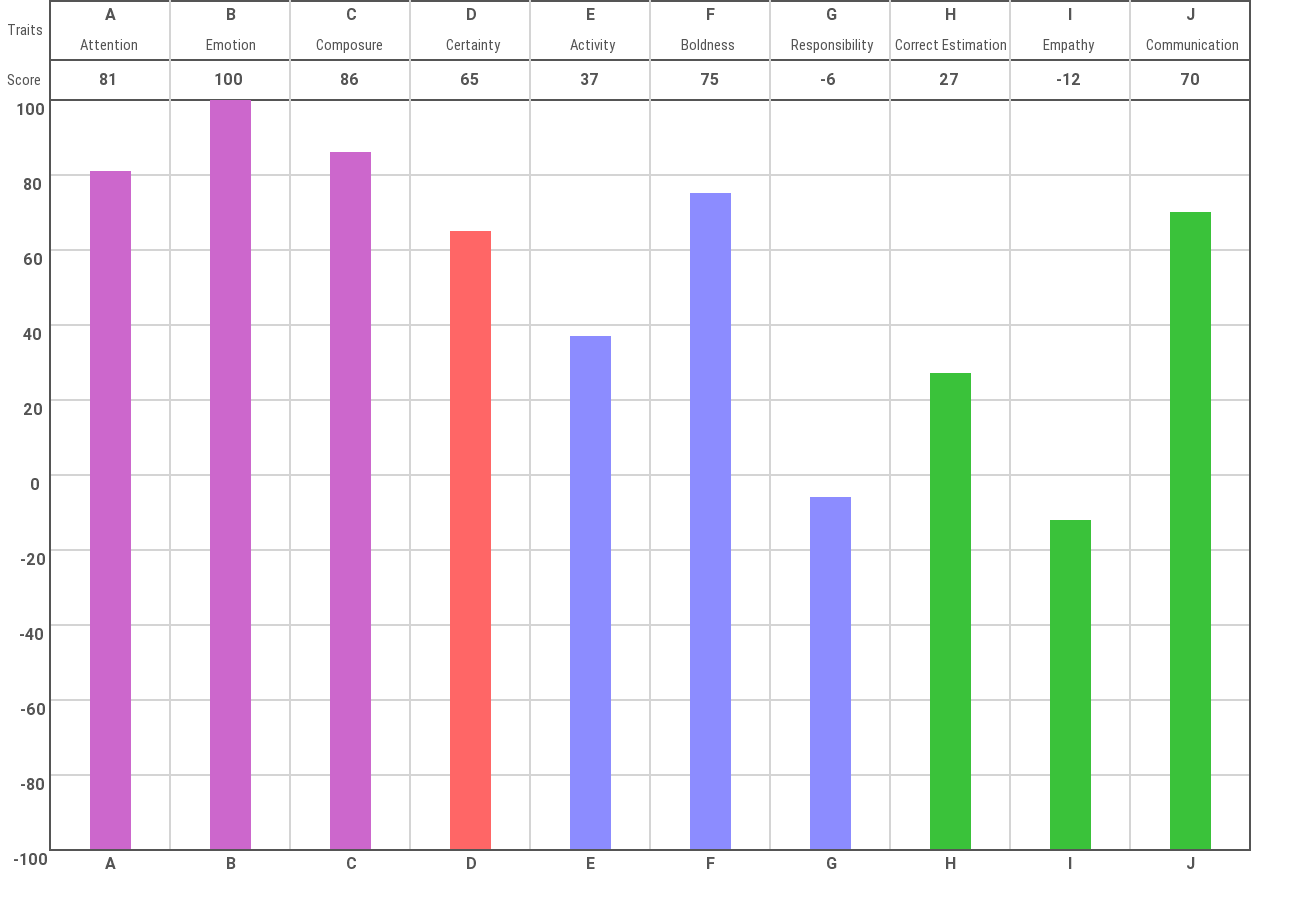 Traits A B C D E F G H I J
Attention Emotion Composure Certainty Activity Boldness Responsibility Correct Estimation Empathy Communication
Score 81 100 86 65 37 75 -6 27 -12 70
100
80
60
40
20
0
-20
-40
-60
-80
-100
A B C D E F G H I J